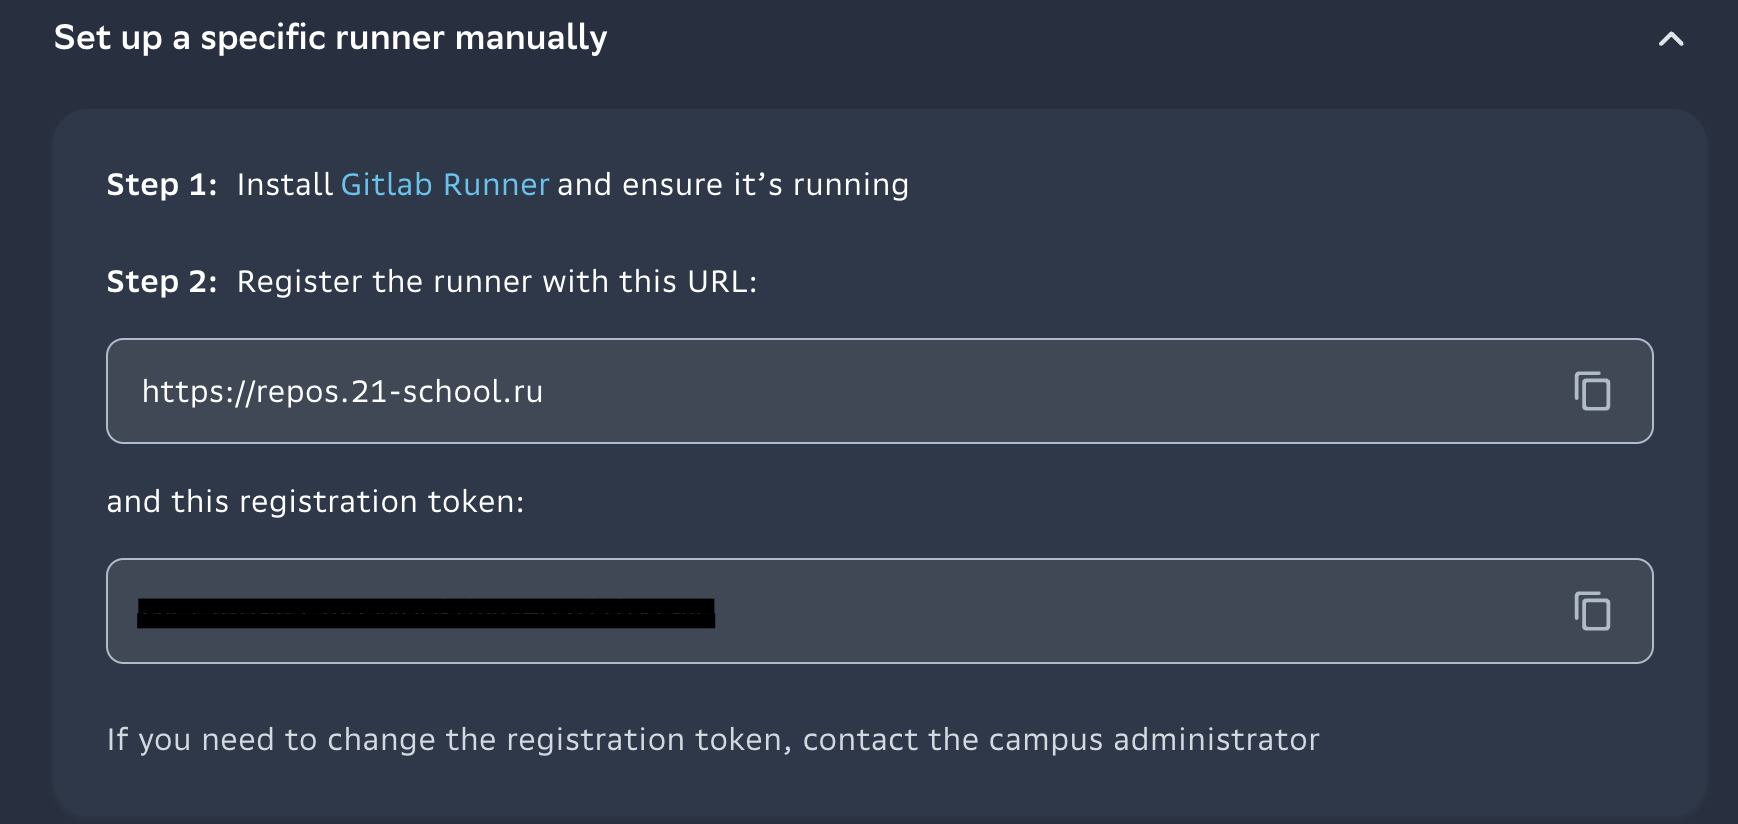 Set up a specific runner manually
Step 1: Install Gitlab Runner and ensure it’s running
Step 2: Register the runner with this URL:
https://repos.21-school.ru
and this registration token:
If you need to change the registration token, contact the campus administrator